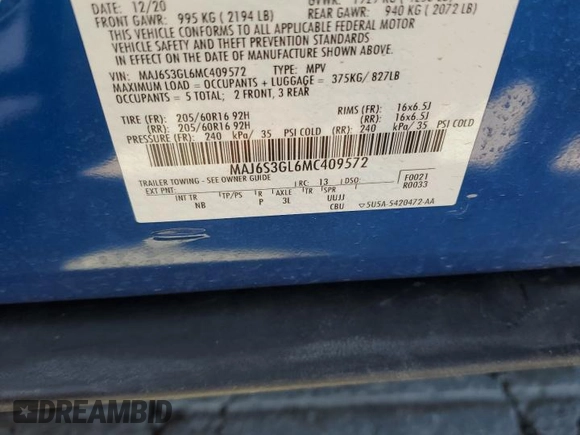 DATE: 12/20
FRONT GAWR: 995 KG ( 2194 LB)
REAR GAWR: 940 KG ( 2072 LB)
THIS VEHICLE CONFORMS TO ALL APPLICABLE FEDERAL MOTOR
VEHICLE SAFETY AND THEFT PREVENTION STANDARDS
IN EFFECT ON THE DATE OF MANUFACTURE SHOWN ABOVE.
VIN: MAJ6S3GL6MC409572 TYPE: MPV
MAXIMUM LOAD = OCCUPANTS + LUGGAGE = 375KG/ 827LB
OCCUPANTS = 5 TOTAL; 2 FRONT, 3 REAR
TIRE (FR): 205/60R16 92H RIMS (FR): 16x6.5J
(RR): 205/60R16 92H (RR): 16x6.5J
PRESSURE (FR): 240 kPa/ 35 PSI COLD (RR): 240 kPa/ 35 PSI COLD
MAJ6S3GL6MC409572
TRAILER TOWING - SEE OWNER GUIDE
EXT PNT: RC: 13 DSO: F0021
R0033
INT TR TP/PS R AXLE TR SPR
NB P 3L UUJJ
CBU
5USA-5420472-AA
DREAMBID